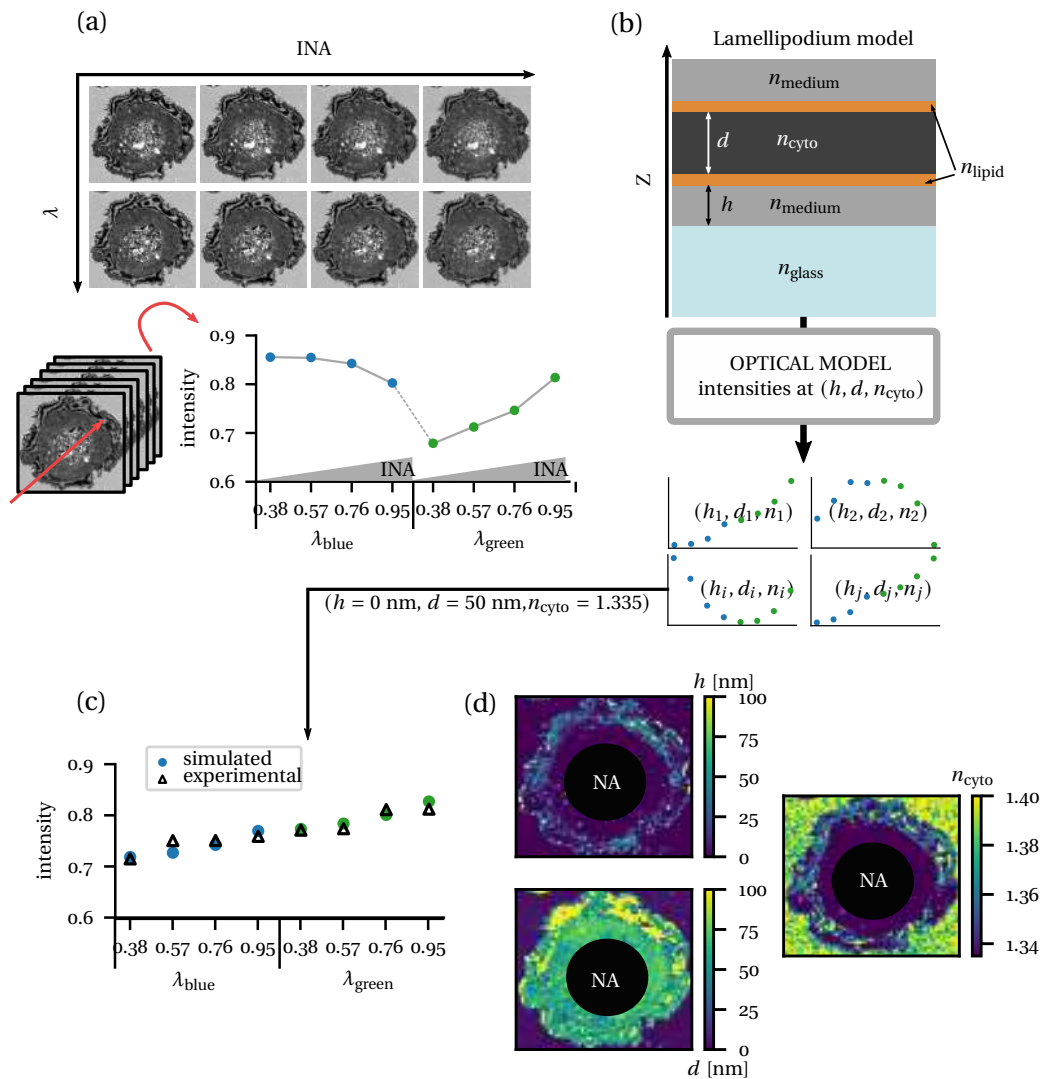 (a)
INA
λ
intensity
0.9
0.8
0.7
0.6
INA
INA
0.38 0.57 0.76 0.95 0.38 0.57 0.76 0.95
λblue
λgreen
(b)
Lamellipodium model
Z
nmedium
d
ncyto
nlipid
h
nmedium
nglass
OPTICAL MODEL
intensities at (h, d, ncyto)
(h1, d1, n1)
(h2, d2, n2)
(hi, di, ni)
(hj, dj, nj)
(h = 0 nm, d = 50 nm,ncyto = 1.335)
(c)
simulated
experimental
intensity
0.9
0.8
0.7
0.6
0.38 0.57 0.76 0.95 0.38 0.57 0.76 0.95
λblue
λgreen
(d)
h [nm]
NA
100
75
50
25
0
NA
100
75
50
25
0
d [nm]
ncyto
NA
1.40
1.38
1.36
1.34